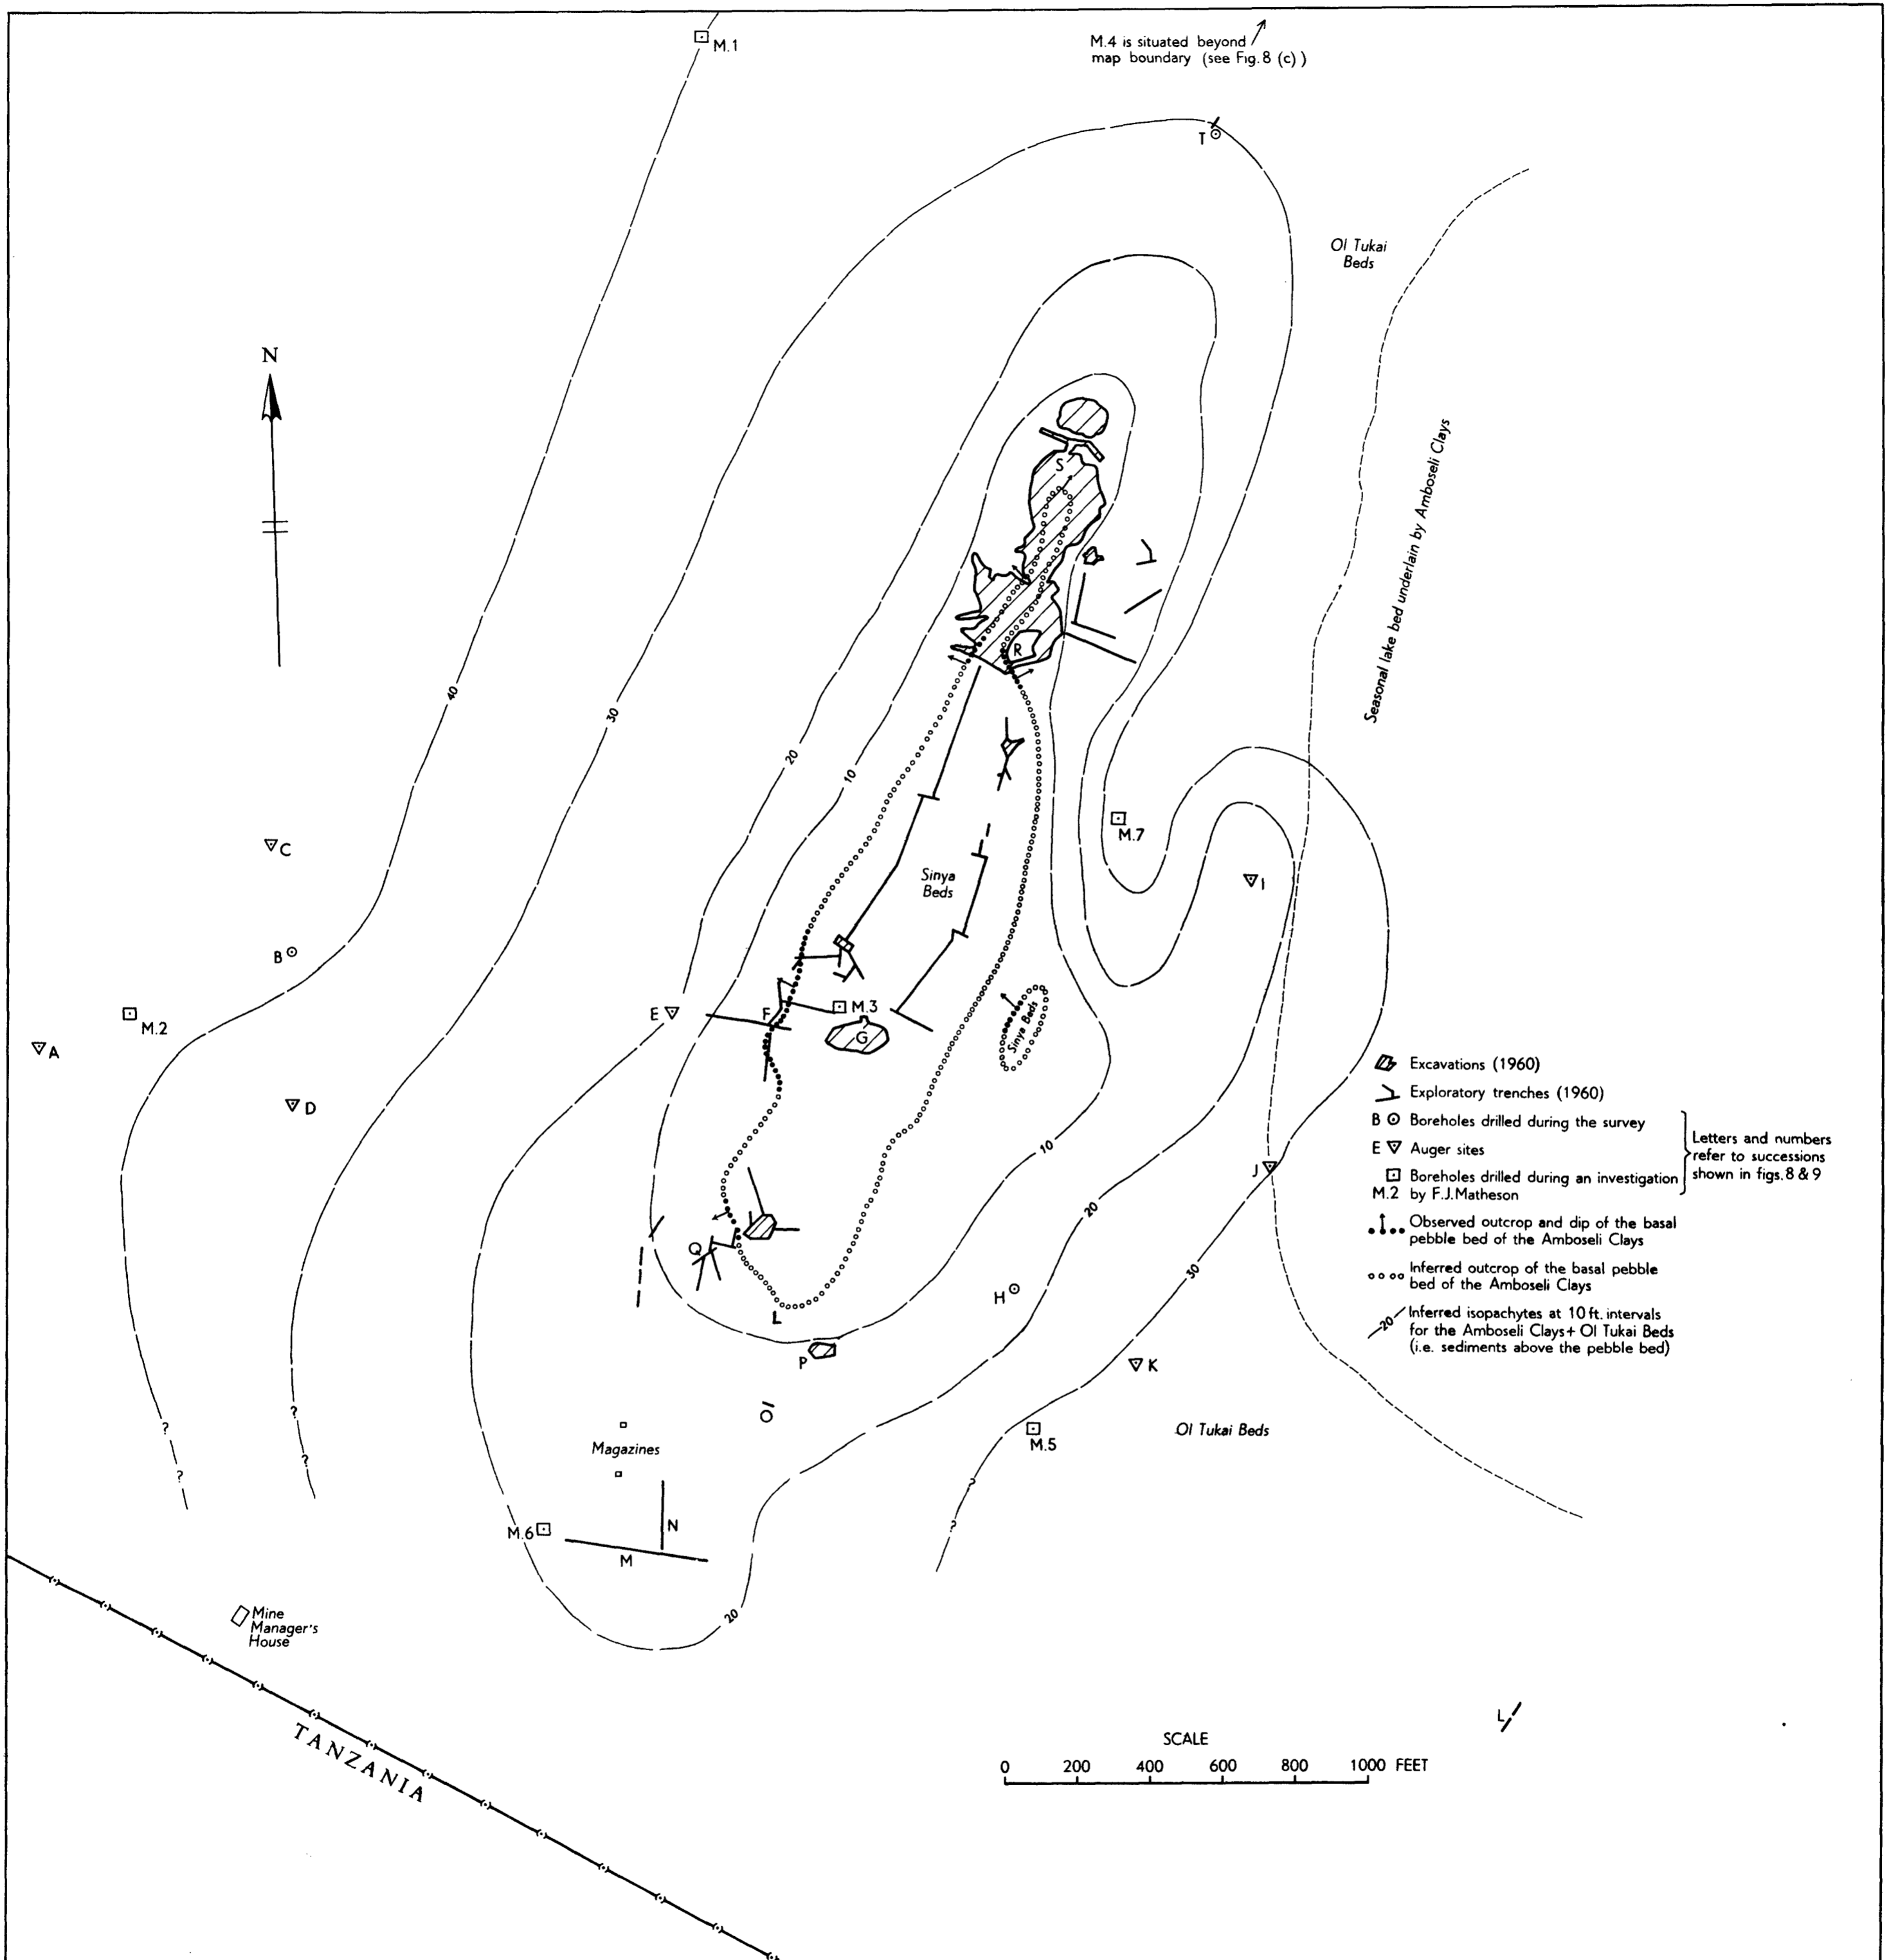 M.1
M.4 is situated beyond
map boundary (see Fig. 8 (c) )
T
Ol Tukai
Beds
N
S
Seasonal lake bed underlain by Amboseli Clays
R
40
30
20
10
M.7
C
Sinya
Beds
I
B
M.2
E
F
M.3
G
Sinya Beds
A
D
Excavations (1960)
Exploratory trenches (1960)
B Boreholes drilled during the survey
E Auger sites
Boreholes drilled during an investigation
M.2 by F.J.Matheson
Letters and numbers
refer to successions
shown in figs. 8 & 9
Observed outcrop and dip of the basal
pebble bed of the Amboseli Clays
Inferred outcrop of the basal pebble
bed of the Amboseli Clays
20 Inferred isopachytes at 10 ft. intervals
for the Amboseli Clays + Ol Tukai Beds
(i.e. sediments above the pebble bed)
10
J
20
Q
30
H
L
P
K
?
?
O
?
?
Magazines
Ol Tukai Beds
M.5
?
?
M.6
N
M
20
Mine
Manager's
House
TANZANIA
L
SCALE
0 200 400 600 800 1000 FEET